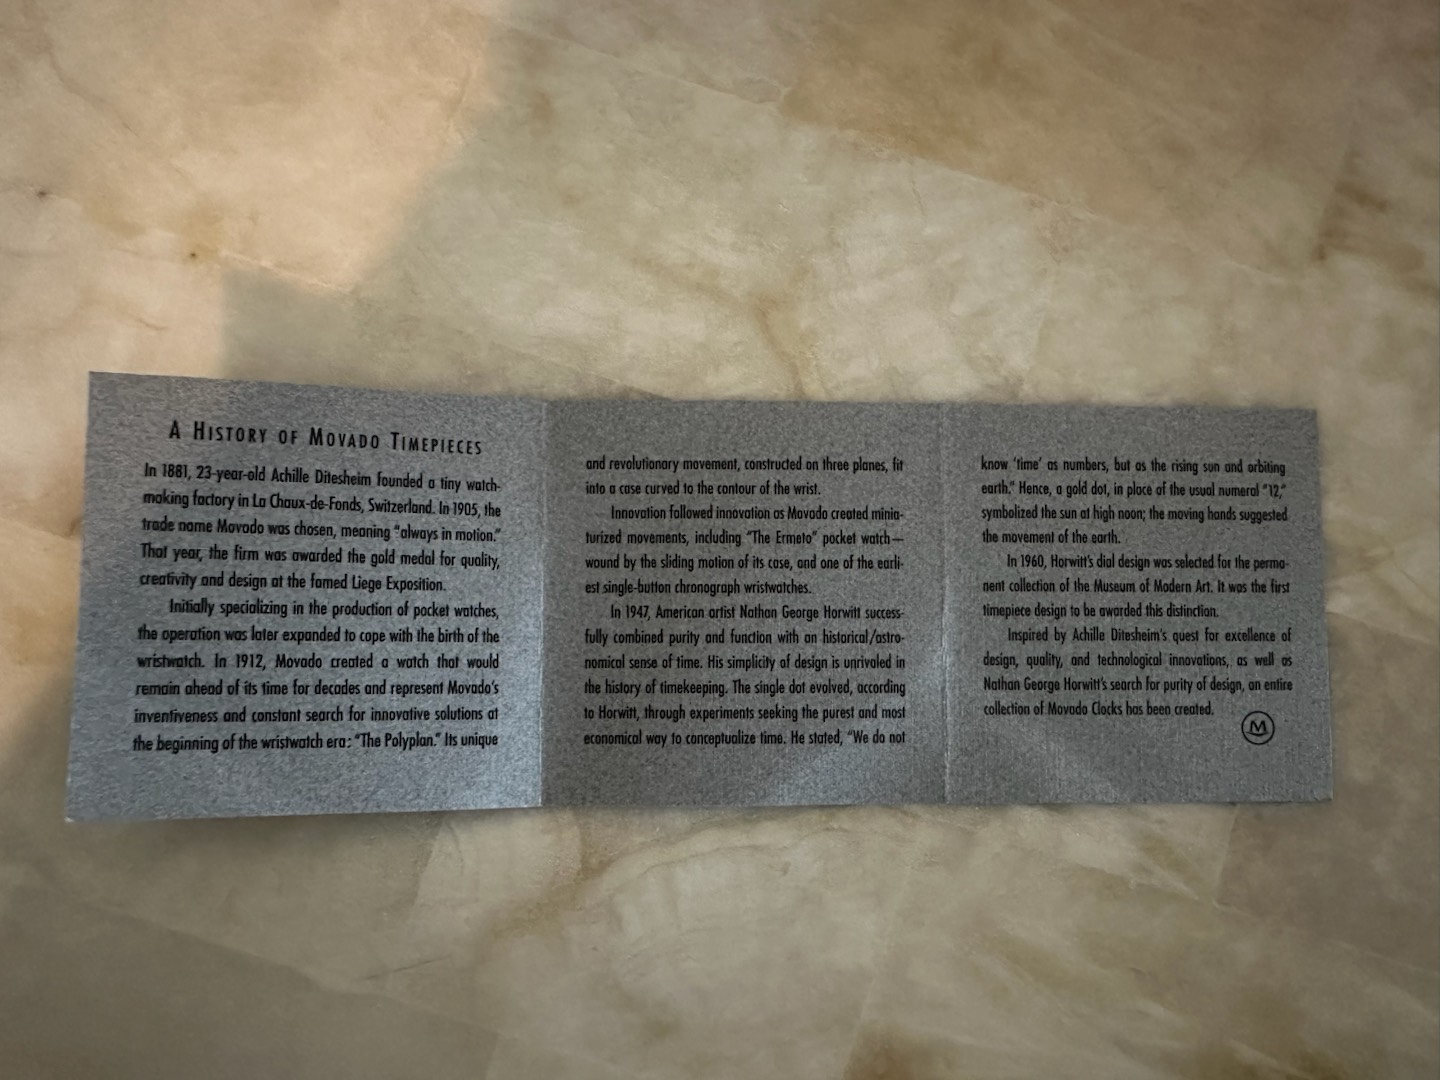 A History of Movado Timepieces
In 1881, 23-year-old Achille Ditesheim founded a tiny watch-
making factory in La Chaux-de-Fonds, Switzerland. In 1905, the
trade name Movado was chosen, meaning “always in motion.”
That year, the firm was awarded the gold medal for quality,
creativity and design at the famed Liege Exposition.
Initially specializing in the production of pocket watches,
the operation was later expanded to cope with the birth of the
wristwatch. In 1912, Movado created a watch that would
remain ahead of its time for decades and represent Movado's
inventiveness and constant search for innovative solutions at
the beginning of the wristwatch era: “The Polyplan.” Its unique
and revolutionary movement, constructed on three planes, fit
into a case curved to the contour of the wrist.
Innovation followed innovation as Movado created minia-
turized movements, including “The Ermeto” pocket watch—
wound by the sliding motion of its case, and one of the earli-
est single-button chronograph wristwatches.
In 1947, American artist Nathan George Horwitt success-
fully combined purity and function with an historical/astro-
nomical sense of time. His simplicity of design is unrivaled in
the history of timekeeping. The single dot evolved, according
to Horwitt, through experiments seeking the purest and most
economical way to conceptualize time. He stated, “We do not
know ‘time’ as numbers, but as the rising sun and orbiting
earth.” Hence, a gold dot, in place of the usual numeral “12,”
symbolized the sun at high noon; the moving hands suggested
the movement of the earth.
In 1960, Horwitt's dial design was selected for the perma-
nent collection of the Museum of Modern Art. It was the first
timepiece design to be awarded this distinction.
Inspired by Achille Ditesheim's quest for excellence of
design, quality, and technological innovations, as well as
Nathan George Horwitt's search for purity of design, an entire
collection of Movado Clocks has been created.
M